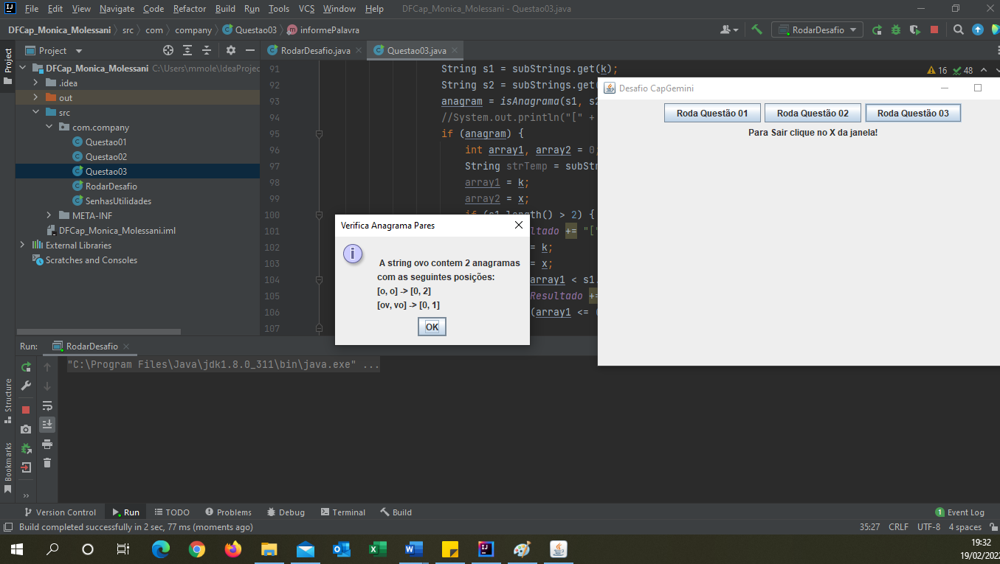 File Edit View Navigate Code Refactor Build Run Tools VCS Window Help DFCap_Monica_Molessani - Questao03.java
DFCap_Monica_Molessani src com company Questao03 informePalavra
RodarDesafio
Project
Project
RodarDesafio.java
Questao03.java
DFCap_Monica_Molessani C:\Users\mmole\IdeaProjec
.idea
out
src
com.company
Questao01
Questao02
Questao03
RodarDesafio
SenhasUtilidades
META-INF
DFCap_Monica_Molessani.iml
External Libraries
Scratches and Consoles
16 48
91 String s1 = subStrings.get(k);
92 String s2 = subStrings.get(
93 anagram = isAnagrama(s1, s2
94 //System.out.println("[" +
95 if (anagram) {
96 int array1, array2 = 0;
97 String strTemp = subStr
98 array1 = k;
99 array2 = x;
100 if (s1.length() > 2) {
101 ltado += "["
102 = k;
103 = x;
104 array1 < s1.
105 Resultado +=
106 (array1 <= (
107
Desafio CapGemini
Roda Questão 01 Roda Questão 02 Roda Questão 03
Para Sair clique no X da janela!
Verifica Anagrama Pares
A string ovo contem 2 anagramas
com as seguintes posições:
[o, o] -> [0, 2]
[ov, vo] -> [0, 1]
OK
Run: RodarDesafio
"C:\Program Files\Java\jdk1.8.0_311\bin\java.exe" ...
Structure
Bookmarks
Version Control Run TODO Problems Debug Terminal Build 1 Event Log
Build completed successfully in 2 sec, 77 ms (moments ago) 35:27 CRLF UTF-8 4 spaces
19:32
19/02/2022